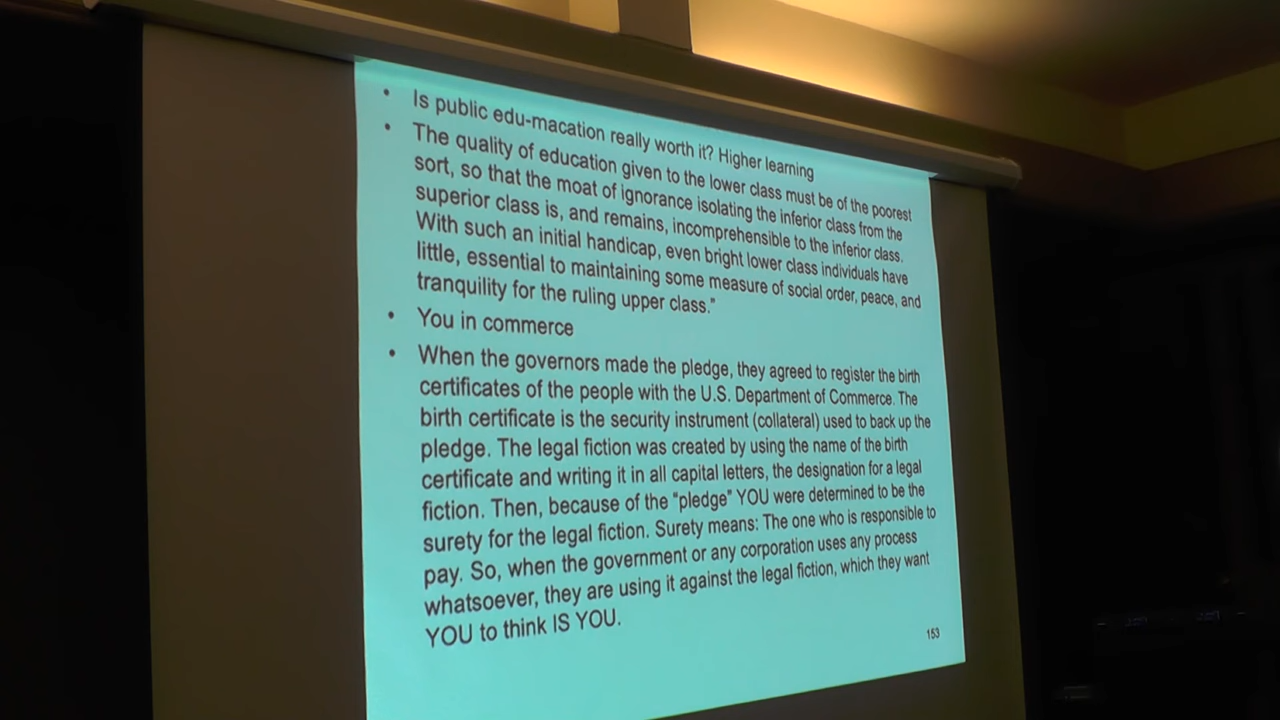 • Is public edu-macation really worth it? Higher learning
• The quality of education given to the lower class must be of the poorest
sort, so that the moat of ignorance isolating the inferior class from the
superior class is, and remains, incomprehensible to the inferior class.
With such an initial handicap, even bright lower class individuals have
little, essential to maintaining some measure of social order, peace, and
tranquility for the ruling upper class."
• You in commerce
• When the governors made the pledge, they agreed to register the birth
certificates of the people with the U.S. Department of Commerce. The
birth certificate is the security instrument (collateral) used to back up the
pledge. The legal fiction was created by using the name of the birth
certificate and writing it in all capital letters, the designation for a legal
fiction. Then, because of the "pledge" YOU were determined to be the
surety for the legal fiction. Surety means: The one who is responsible to
pay. So, when the government or any corporation uses any process
whatsoever, they are using it against the legal fiction, which they want
YOU to think IS YOU.
153